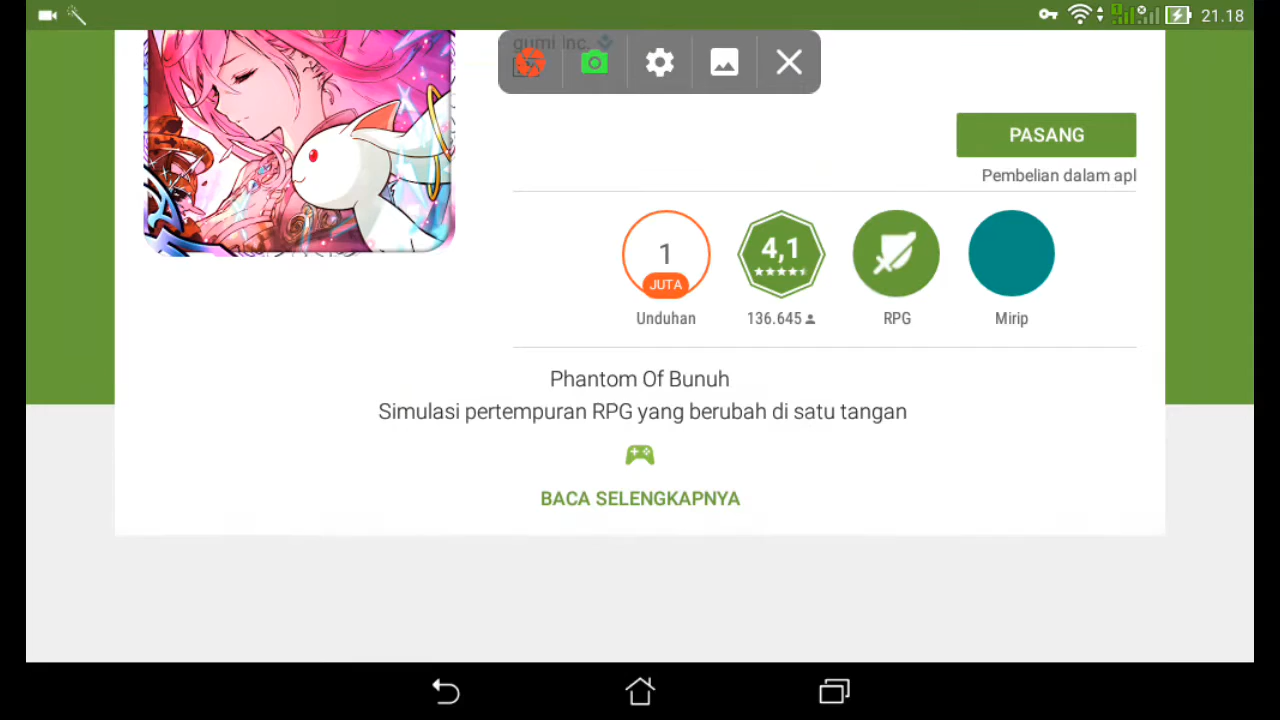 21.18
gumi inc.
PASANG
Pembelian dalam apl
1
JUTA
Unduhan
4,1
136.645
RPG
Mirip
Phantom Of Bunuh
Simulasi pertempuran RPG yang berubah di satu tangan
BACA SELENGKAPNYA